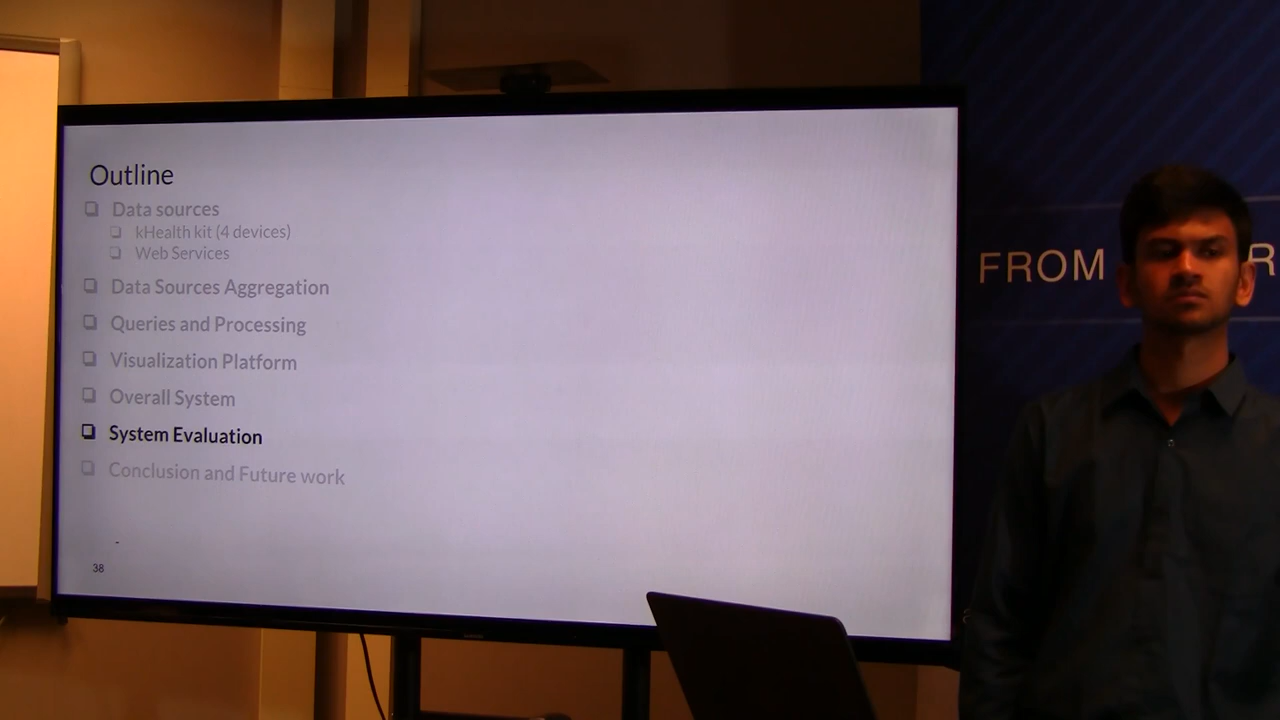 Outline
Data sources
kHealth kit (4 devices)
Web Services
Data Sources Aggregation
Queries and Processing
Visualization Platform
Overall System
System Evaluation
Conclusion and Future work
-
38
FROM